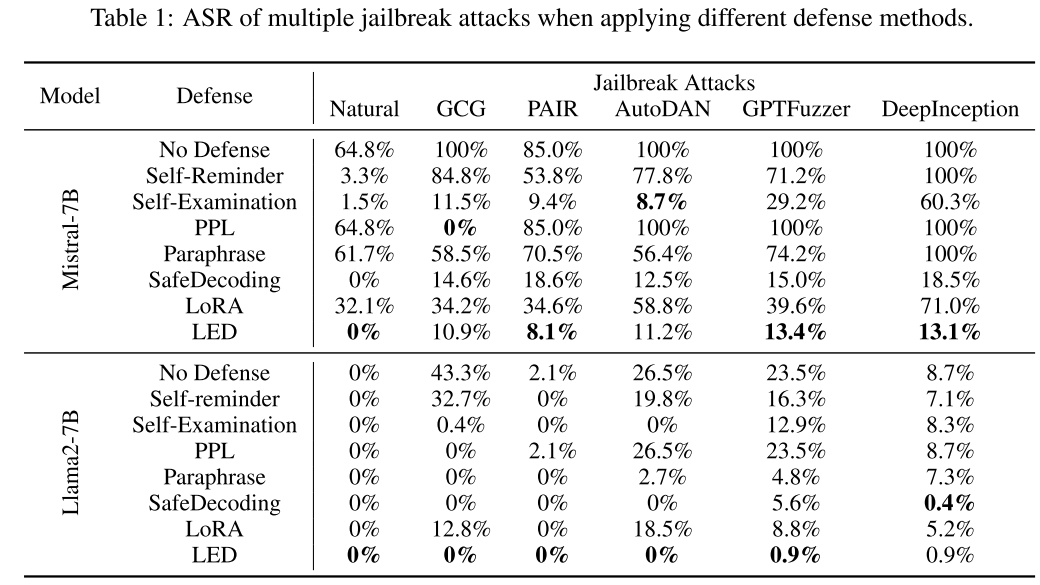 Table 1: ASR of multiple jailbreak attacks when applying different defense methods.
Model Defense Jailbreak Attacks
Natural GCG PAIR AutoDAN GPTFuzzer DeepInception
Mistral-7B
No Defense 64.8% 100% 85.0% 100% 100% 100%
Self-Reminder 3.3% 84.8% 53.8% 77.8% 71.2% 100%
Self-Examination 1.5% 11.5% 9.4% 8.7% 29.2% 60.3%
PPL 64.8% 0% 85.0% 100% 100% 100%
Paraphrase 61.7% 58.5% 70.5% 56.4% 74.2% 100%
SafeDecoding 0% 14.6% 18.6% 12.5% 15.0% 18.5%
LoRA 32.1% 34.2% 34.6% 58.8% 39.6% 71.0%
LED 0% 10.9% 8.1% 11.2% 13.4% 13.1%
Llama2-7B
No Defense 0% 43.3% 2.1% 26.5% 23.5% 8.7%
Self-reminder 0% 32.7% 0% 19.8% 16.3% 7.1%
Self-Examination 0% 0.4% 0% 0% 12.9% 8.3%
PPL 0% 0% 2.1% 26.5% 23.5% 8.7%
Paraphrase 0% 0% 0% 2.7% 4.8% 7.3%
SafeDecoding 0% 0% 0% 0% 5.6% 0.4%
LoRA 0% 12.8% 0% 18.5% 8.8% 5.2%
LED 0% 0% 0% 0% 0.9% 0.9%